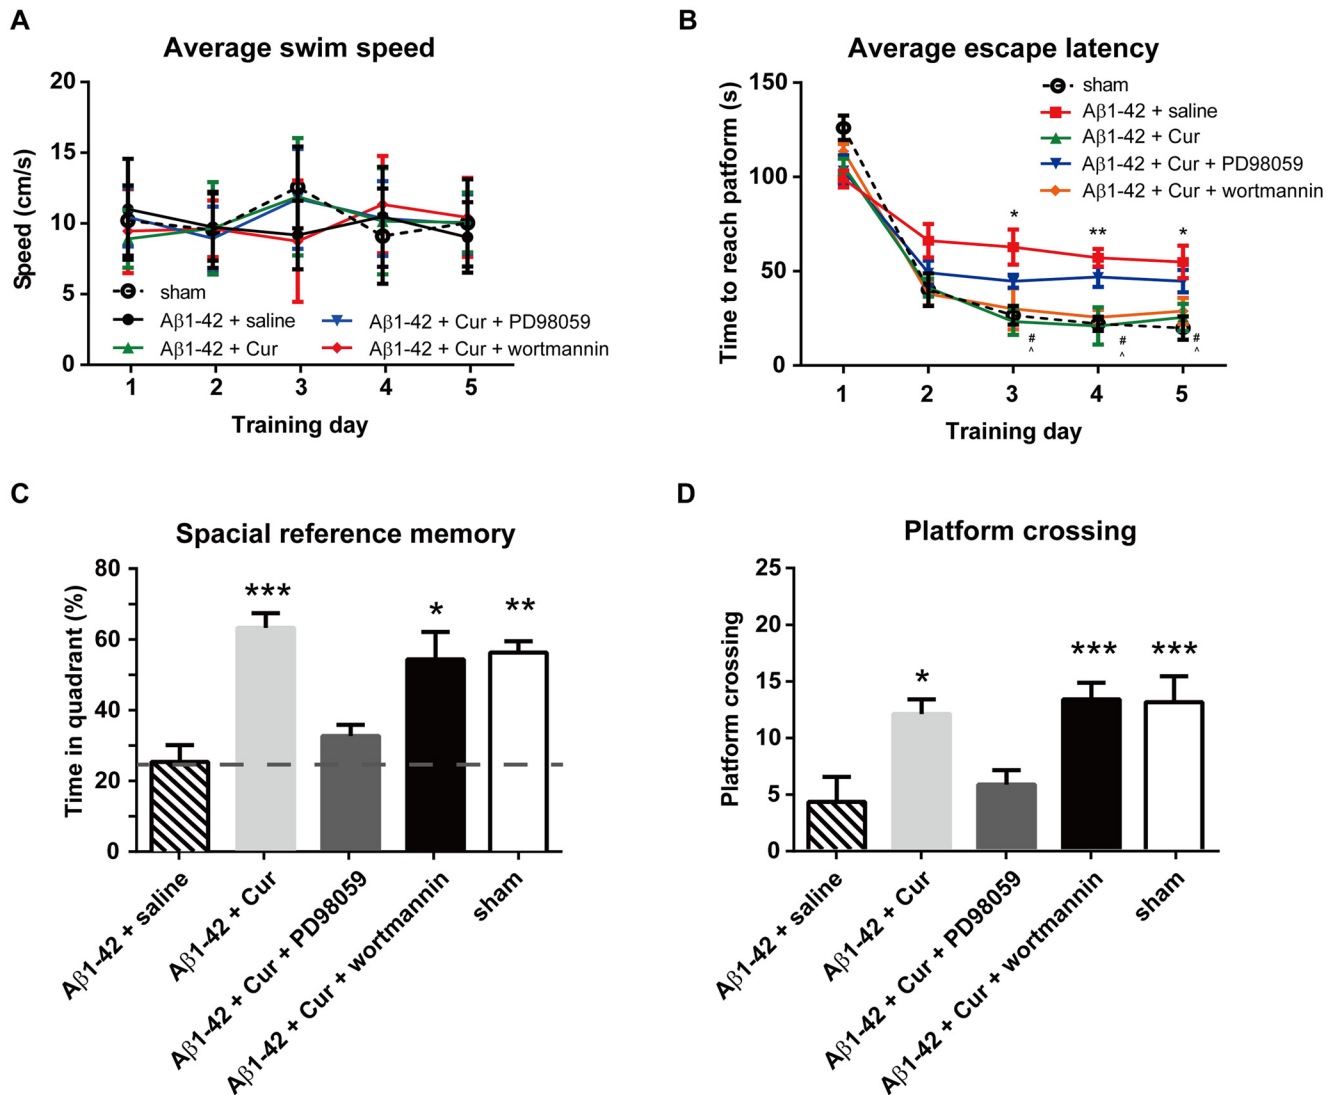 A
Average swim speed
Speed (cm/s)
20
15
10
5
0
sham
Aβ1-42 + saline
Aβ1-42 + Cur
Aβ1-42 + Cur + PD98059
Aβ1-42 + Cur + wortmannin
1 2 3 4 5
Training day
B
Average escape latency
Time to reach patform (s)
150
100
50
0
sham
Aβ1-42 + saline
Aβ1-42 + Cur
Aβ1-42 + Cur + PD98059
Aβ1-42 + Cur + wortmannin
* ** *
# # #
^ ^ ^
1 2 3 4 5
Training day
C
Spacial reference memory
Time in quadrant (%)
80
60
40
20
0
*** * **
Aβ1-42 + saline
Aβ1-42 + Cur
Aβ1-42 + Cur + PD98059
Aβ1-42 + Cur + wortmannin
sham
D
Platform crossing
Platform crossing
25
20
15
10
5
0
* *** ***
Aβ1-42 + saline
Aβ1-42 + Cur
Aβ1-42 + Cur + PD98059
Aβ1-42 + Cur + wortmannin
sham